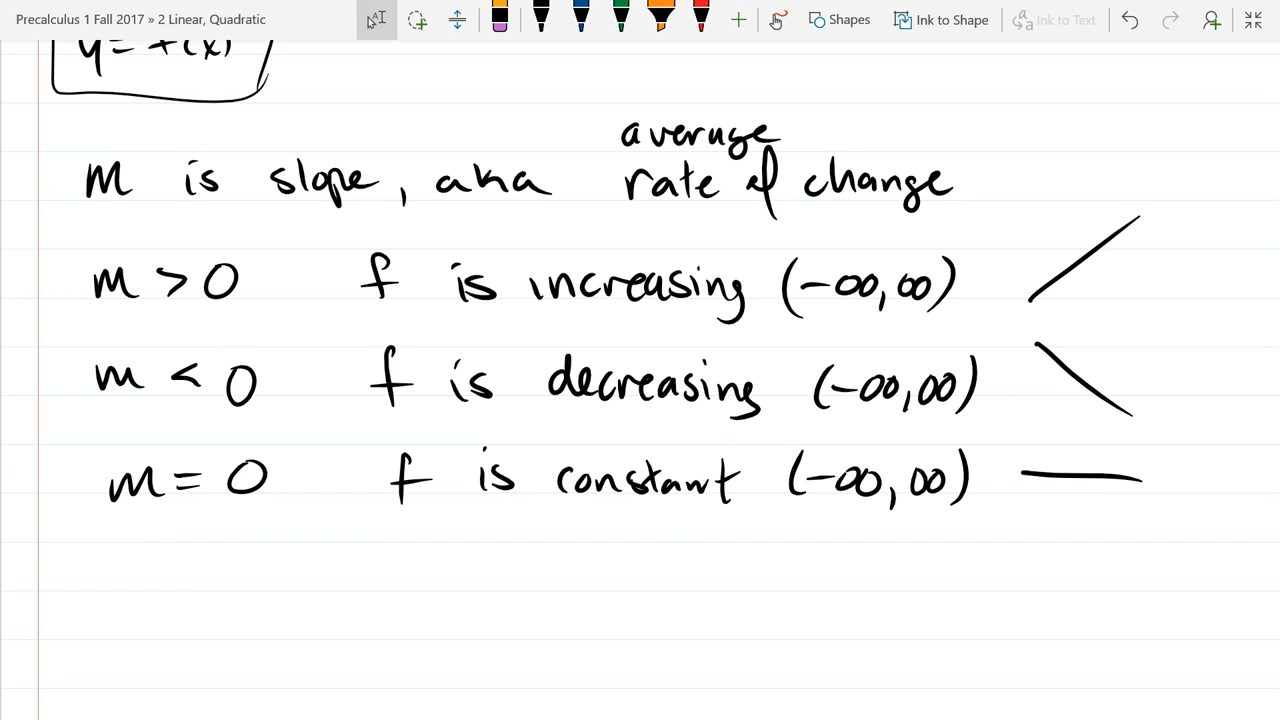 Precalculus 1 Fall 2017 » 2 Linear, Quadratic
Shapes Ink to Shape Ink to Text
y = f(x)
average
m is slope, aka rate of change
m > 0 f is increasing (-∞,∞)
m < 0 f is decreasing (-∞,∞)
m = 0 f is constant (-∞,∞)